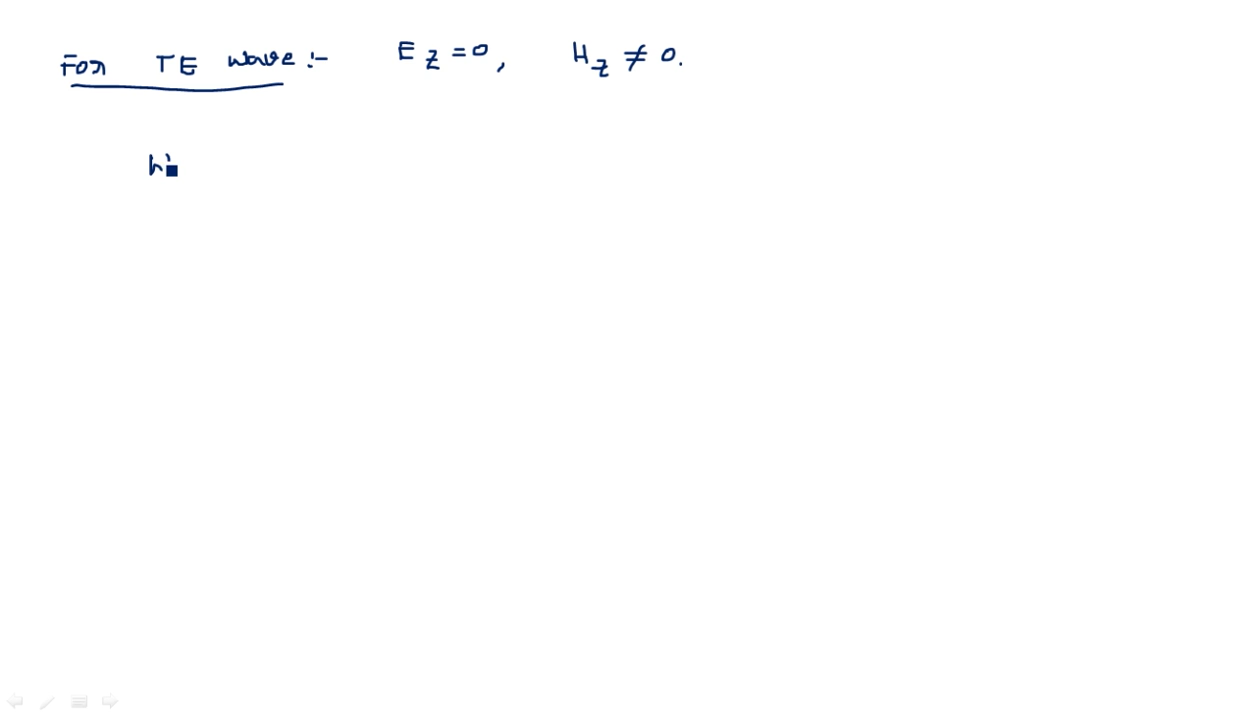 For TE wave :- Ez = 0, Hz ≠ 0.